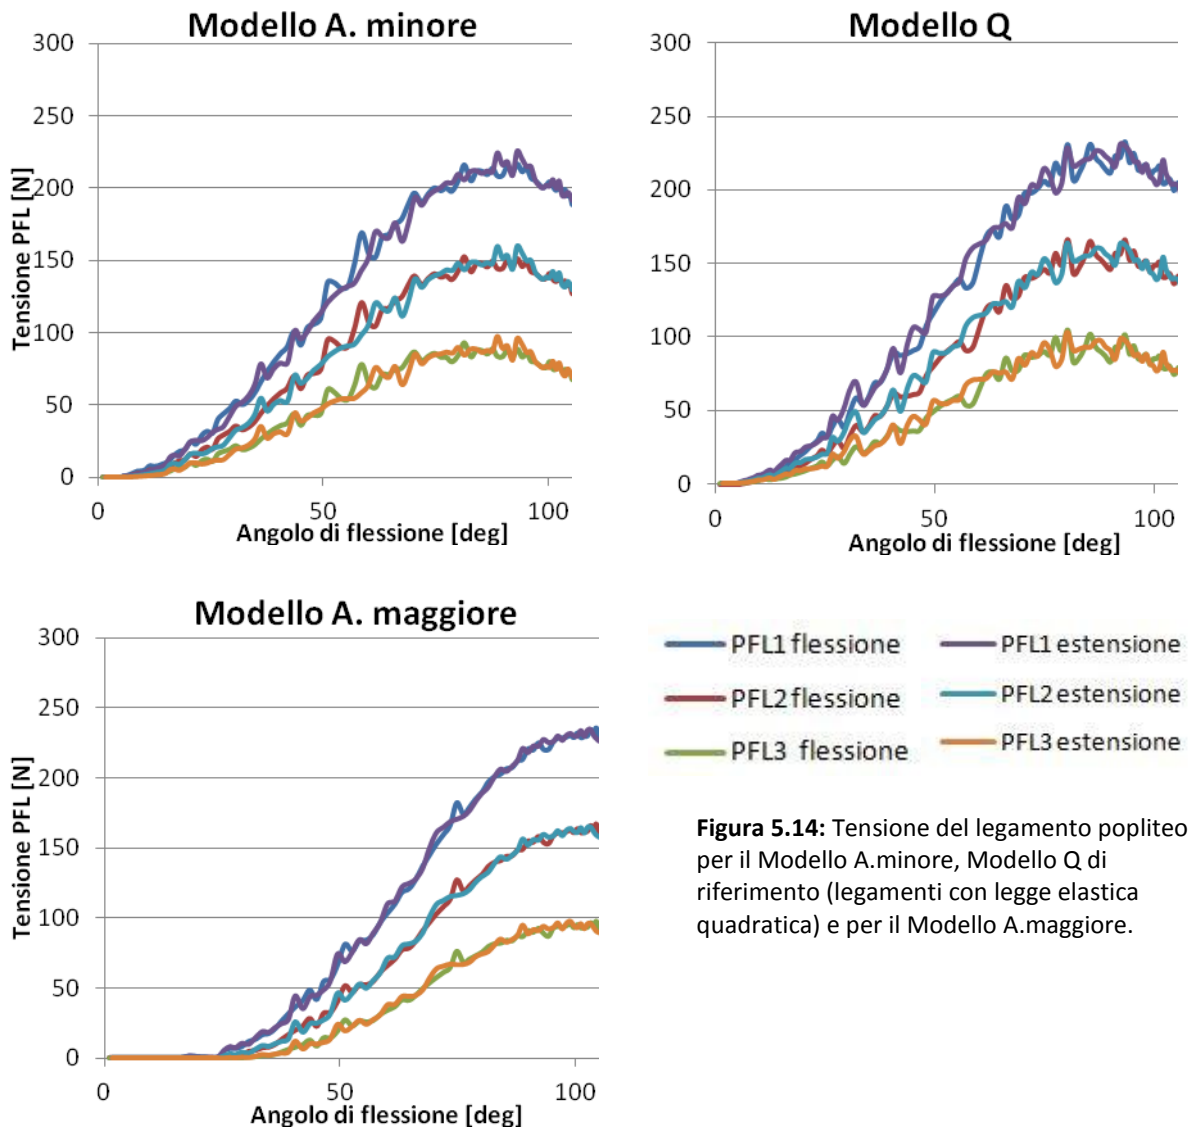 Modello A. minore
300
250
200
150
100
50
0
Tensione PFL [N]
0 50 100
Angolo di flessione [deg]
Modello Q
300
250
200
150
100
50
0
0 50 100
Angolo di flessione [deg]
Modello A. maggiore
300
250
200
150
100
50
0
Tensione PFL [N]
0 50 100
Angolo di flessione [deg]
PFL1 flessione
PFL1 estensione
PFL2 flessione
PFL2 estensione
PFL3 flessione
PFL3 estensione
Figura 5.14: Tensione del legamento popliteo
per il Modello A.minore, Modello Q di
riferimento (legamenti con legge elastica
quadratica) e per il Modello A.maggiore.